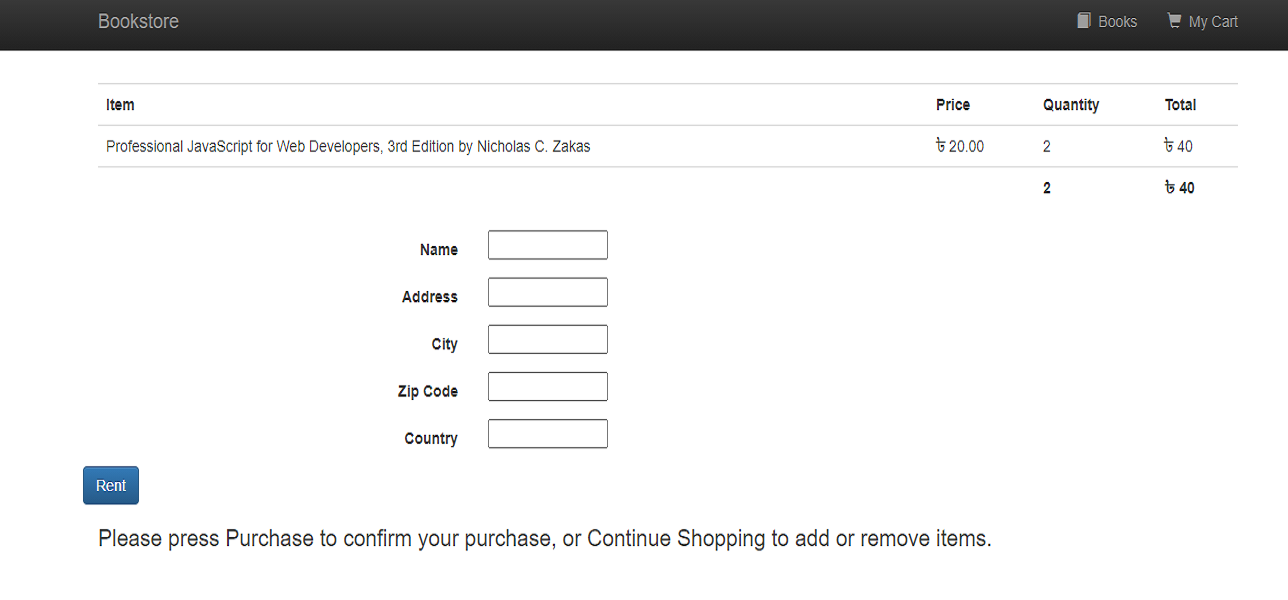 Bookstore Books My Cart
Item Price Quantity Total
Professional JavaScript for Web Developers, 3rd Edition by Nicholas C. Zakas ৳ 20.00 2 ৳ 40
2 ৳ 40
Name
Address
City
Zip Code
Country
Rent
Please press Purchase to confirm your purchase, or Continue Shopping to add or remove items.